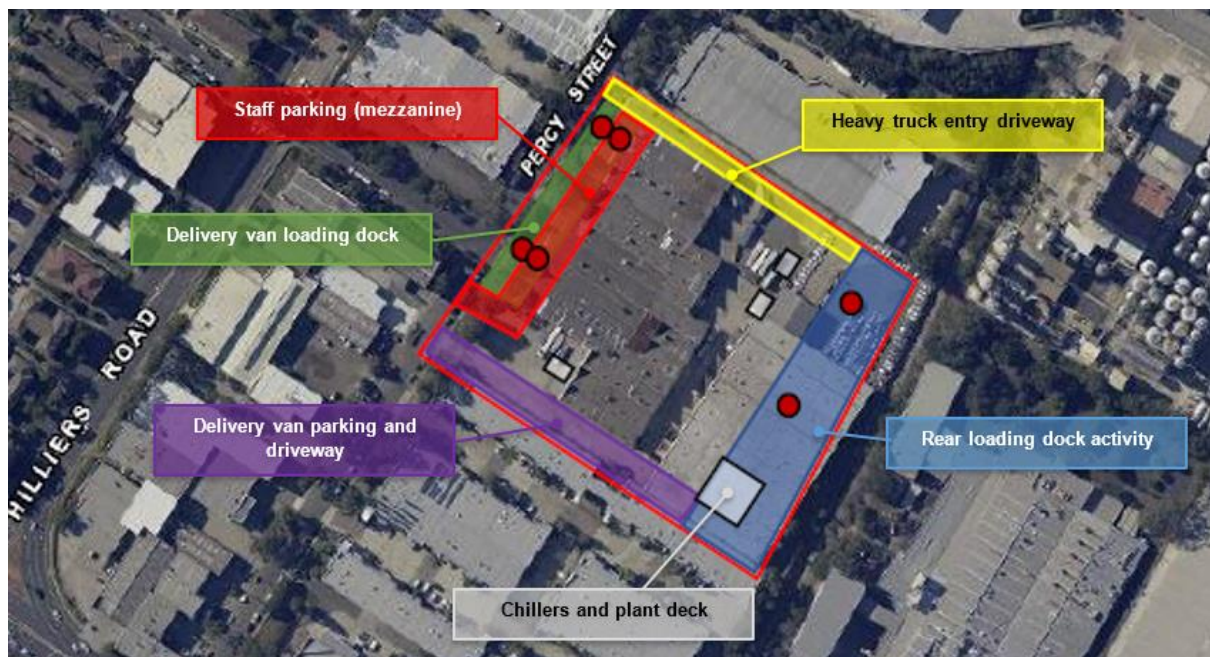 Staff parking (mezzanine)
PERCY STREET
Heavy truck entry driveway
Delivery van loading dock
HILLIERS ROAD
Delivery van parking and
driveway
Rear loading dock activity
Chillers and plant deck